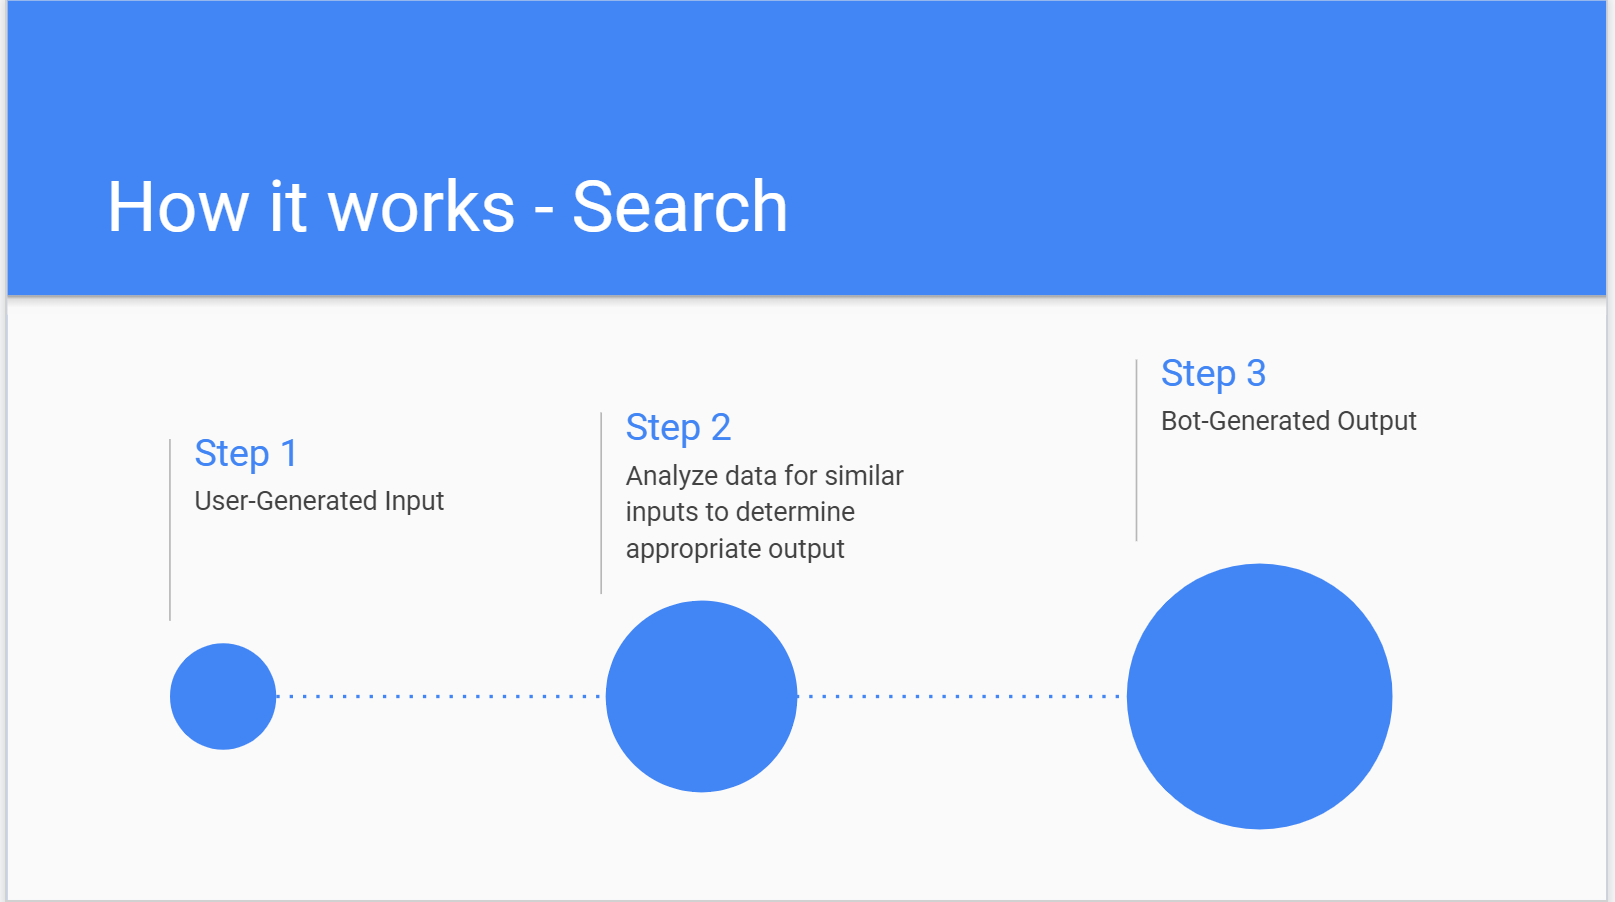 How it works - Search
Step 1
User-Generated Input
Step 2
Analyze data for similar
inputs to determine
appropriate output
Step 3
Bot-Generated Output